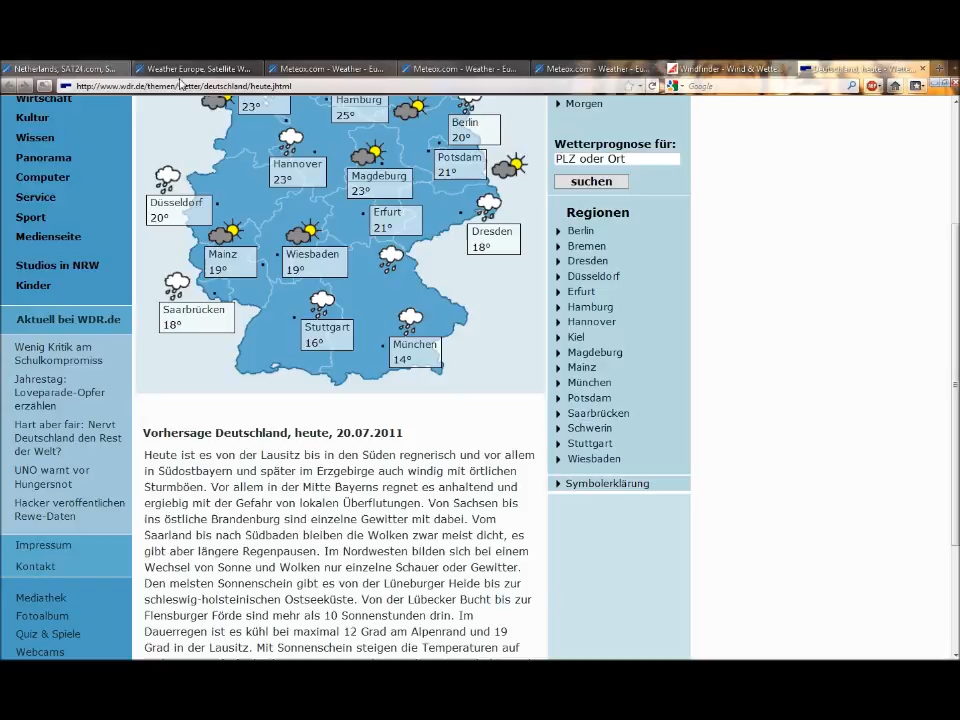 Netherlands, SAT24.com, S...
Weather Europe, Satellite W...
Meteox.com - Weather - Eu...
Meteox.com - Weather - Eu...
Meteox.com - Weather - Eu...
Windfinder - Wind & Wette...
Deutschland, heute - Wette...
http://www.wdr.de/themen/wetter/deutschland/heute.jhtml
Google
Wirtschaft
Kultur
Wissen
Panorama
Computer
Service
Sport
Medienseite
Studios in NRW
Kinder
Aktuell bei WDR.de
Wenig Kritik am
Schulkompromiss
Jahrestag:
Loveparade-Opfer
erzählen
Hart aber fair: Nervt
Deutschland den Rest
der Welt?
UNO warnt vor
Hungersnot
Hacker veröffentlichen
Rewe-Daten
Impressum
Kontakt
Mediathek
Fotoalbum
Quiz & Spiele
Webcams
23°
Hamburg
25°
Berlin
20°
Hannover
23°
Magdeburg
23°
Potsdam
21°
Düsseldorf
20°
Erfurt
21°
Dresden
18°
Mainz
19°
Wiesbaden
19°
Saarbrücken
18°
Stuttgart
16°
München
14°
Vorhersage Deutschland, heute, 20.07.2011
Heute ist es von der Lausitz bis in den Süden regnerisch und vor allem
in Südostbayern und später im Erzgebirge auch windig mit örtlichen
Sturmböen. Vor allem in der Mitte Bayerns regnet es anhaltend und
ergiebig mit der Gefahr von lokalen Überflutungen. Von Sachsen bis
ins östliche Brandenburg sind einzelne Gewitter mit dabei. Vom
Saarland bis nach Südbaden bleiben die Wolken zwar meist dicht, es
gibt aber längere Regenpausen. Im Nordwesten bilden sich bei einem
Wechsel von Sonne und Wolken nur einzelne Schauer oder Gewitter.
Den meisten Sonnenschein gibt es von der Lüneburger Heide bis zur
schleswig-holsteinischen Ostseeküste. Von der Lübecker Bucht bis zur
Flensburger Förde sind mehr als 10 Sonnenstunden drin. Im
Dauerregen ist es kühl bei maximal 12 Grad am Alpenrand und 19
Grad in der Lausitz. Mit Sonnenschein steigen die Temperaturen auf
Morgen
Wetterprognose für:
PLZ oder Ort
suchen
Regionen
Berlin
Bremen
Dresden
Düsseldorf
Erfurt
Hamburg
Hannover
Kiel
Magdeburg
Mainz
München
Potsdam
Saarbrücken
Schwerin
Stuttgart
Wiesbaden
Symbolerklärung